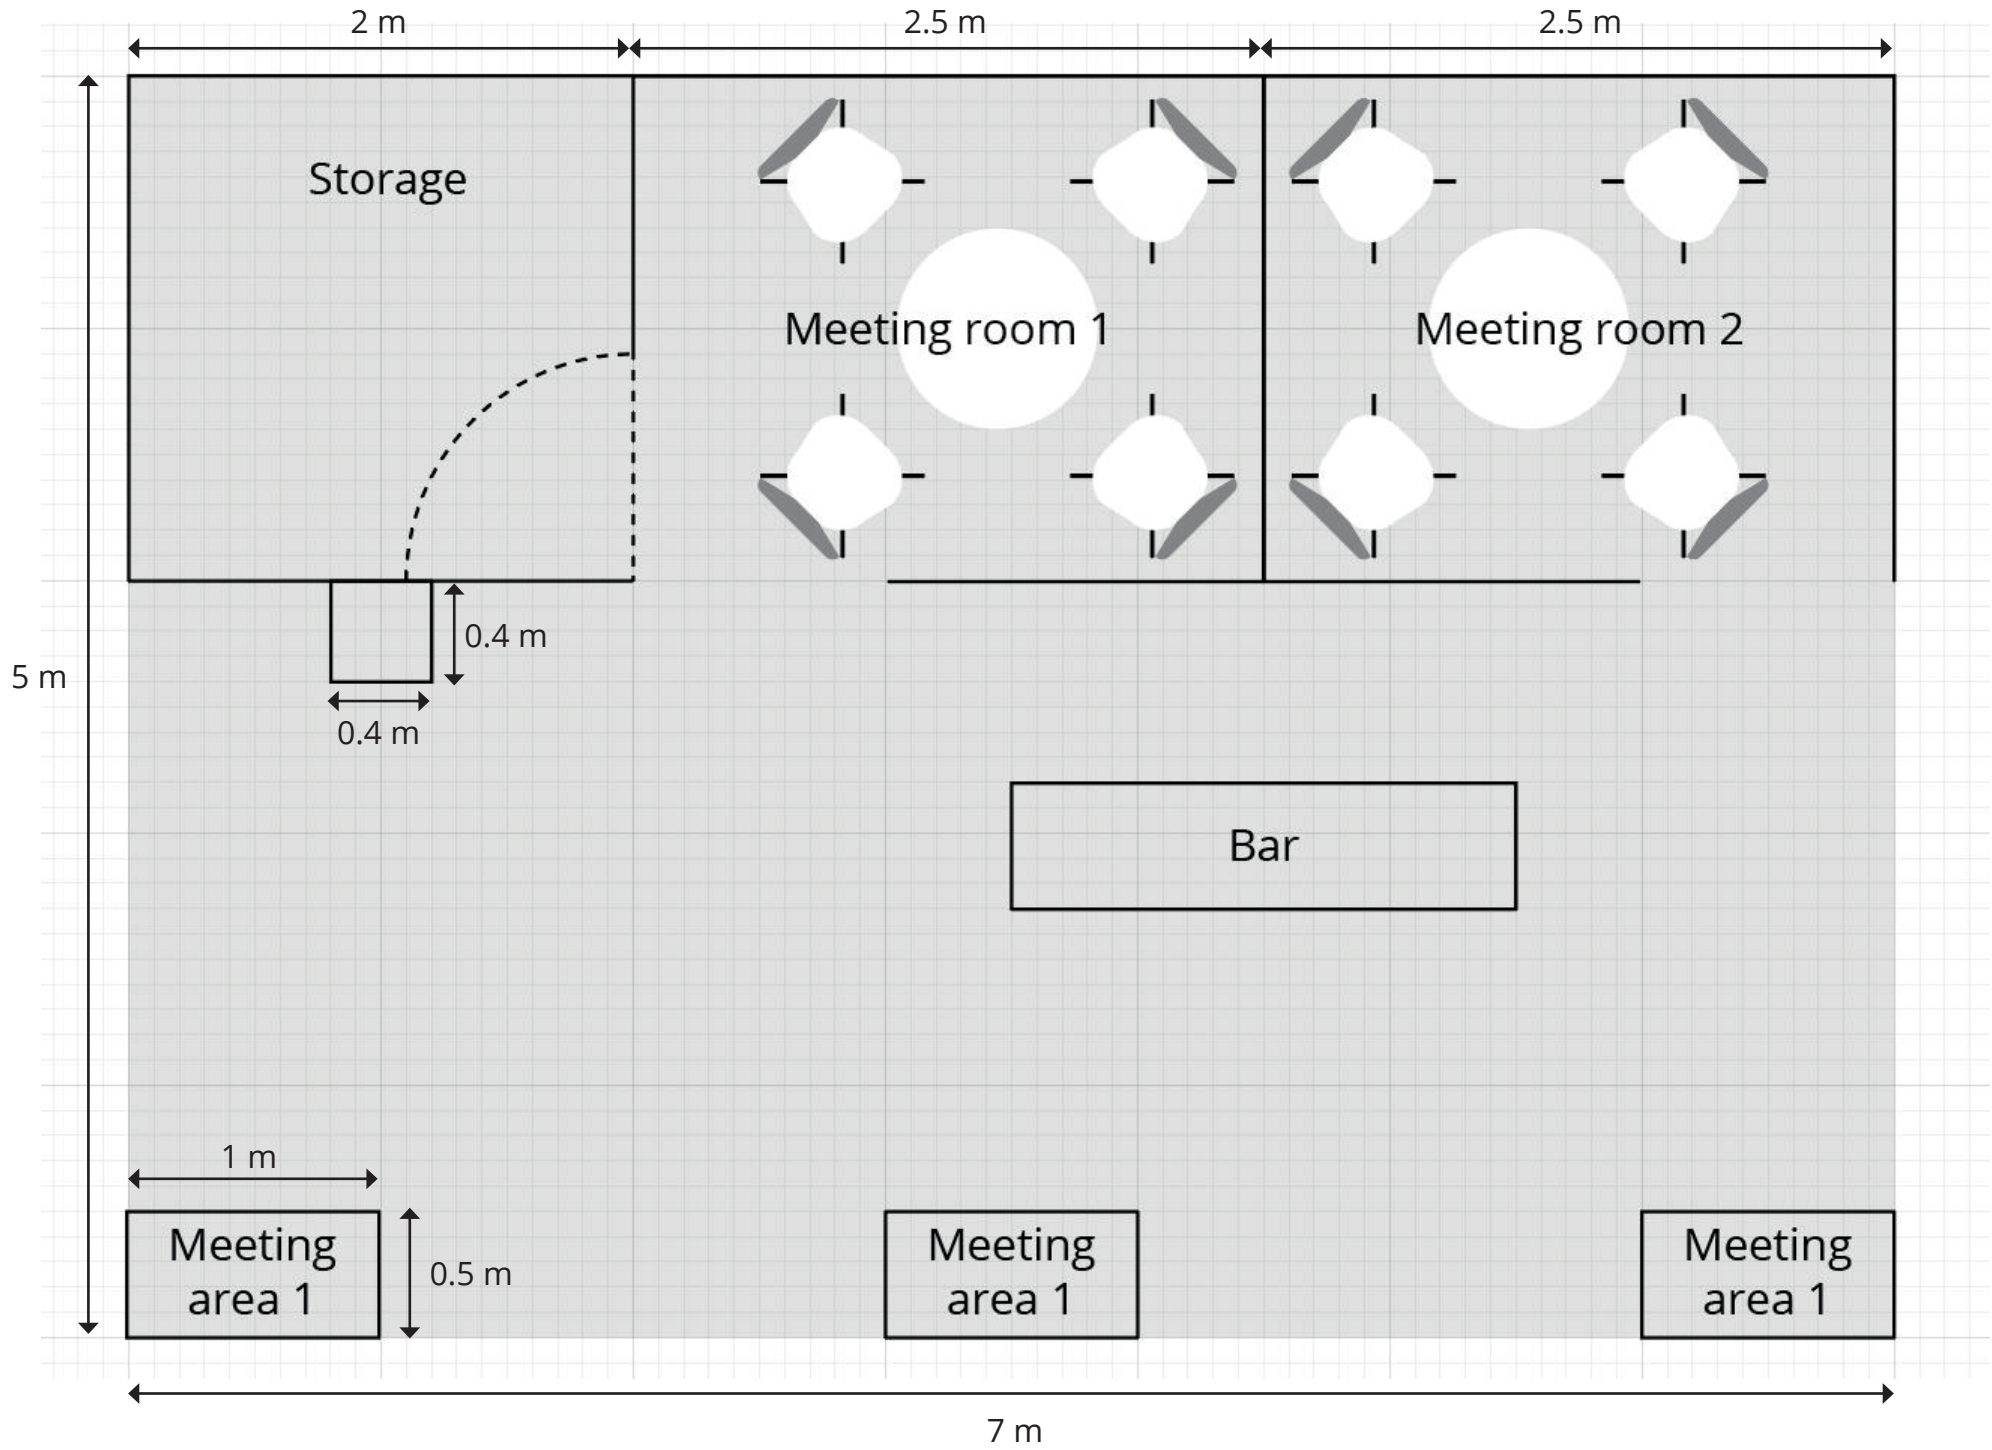 2 m
2.5 m
2.5 m
Storage
Meeting room 1
Meeting room 2
0.4 m
5 m
0.4 m
Bar
1 m
Meeting
area 1
0.5 m
Meeting
area 1
Meeting
area 1
7 m